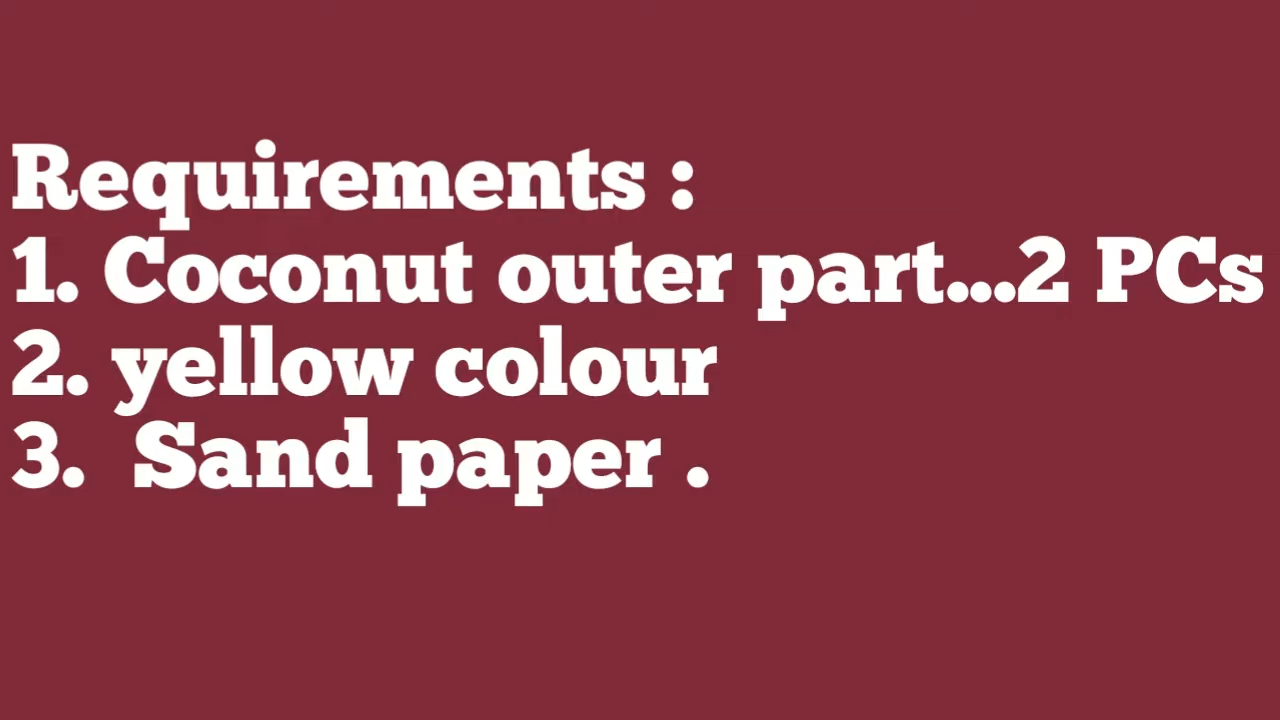 Requirements :
1. Coconut outer part...2 PCs
2. yellow colour
3. Sand paper .